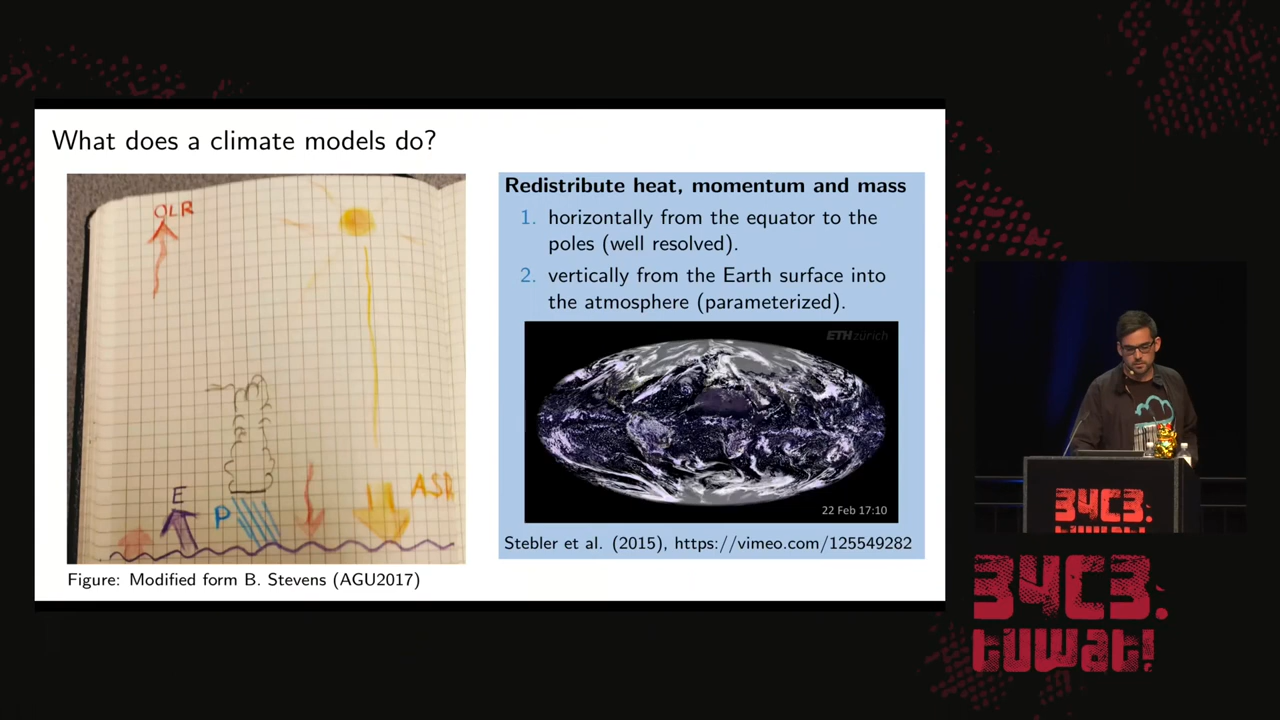 What does a climate models do?
OLR
E
P
ASR
Figure: Modified form B. Stevens (AGU2017)
Redistribute heat, momentum and mass
1. horizontally from the equator to the
poles (well resolved).
2. vertically from the Earth surface into
the atmosphere (parameterized).
ETH zürich
22 Feb 17:10
Stebler et al. (2015), https://vimeo.com/125549282
34C3.
tuwat!
34C3.
tuwat!